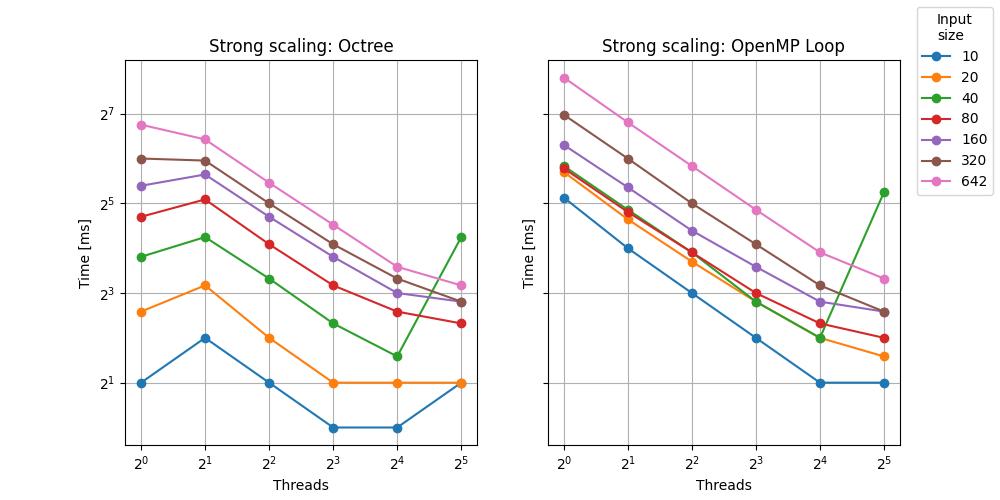 Strong scaling: Octree
Time [ms]
2^7
2^5
2^3
2^1
2^0 2^1 2^2 2^3 2^4 2^5
Threads
Strong scaling: OpenMP Loop
Time [ms]
2^0 2^1 2^2 2^3 2^4 2^5
Threads
Input
size
10
20
40
80
160
320
642